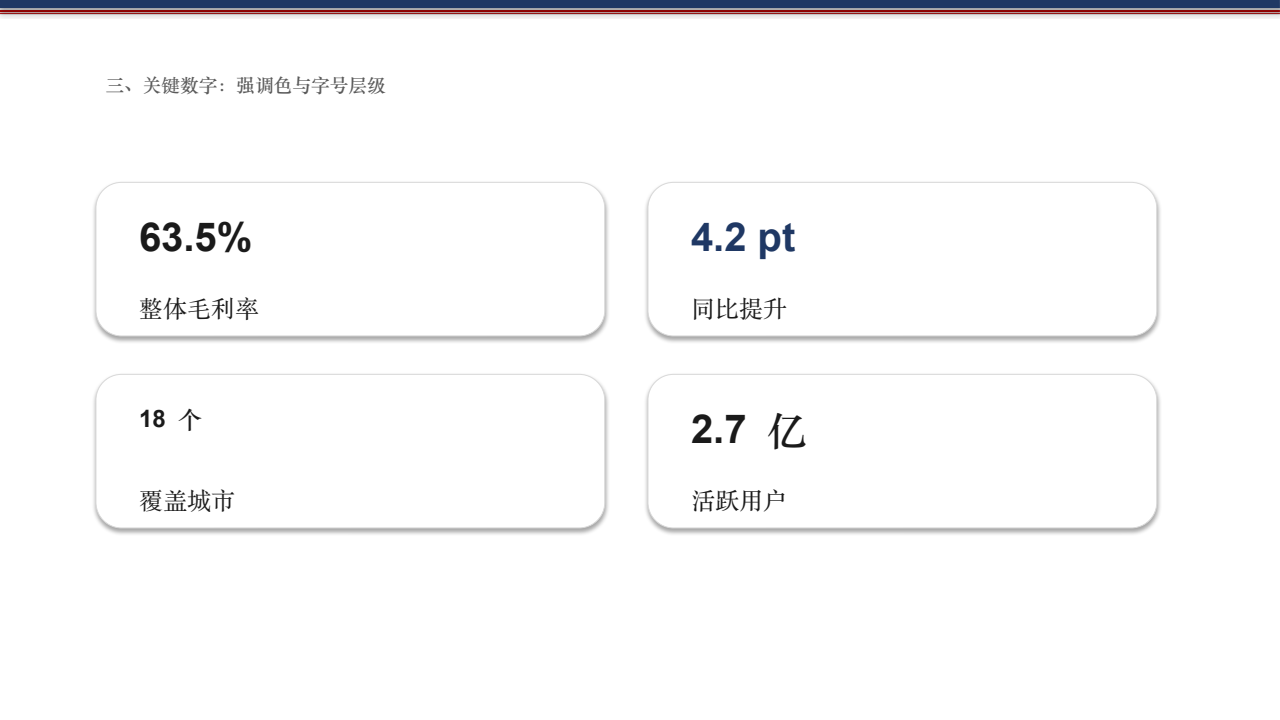 三、关键数字：强调色与字号层级
63.5%
整体毛利率
4.2 pt
同比提升
18 个
覆盖城市
2.7 亿
活跃用户